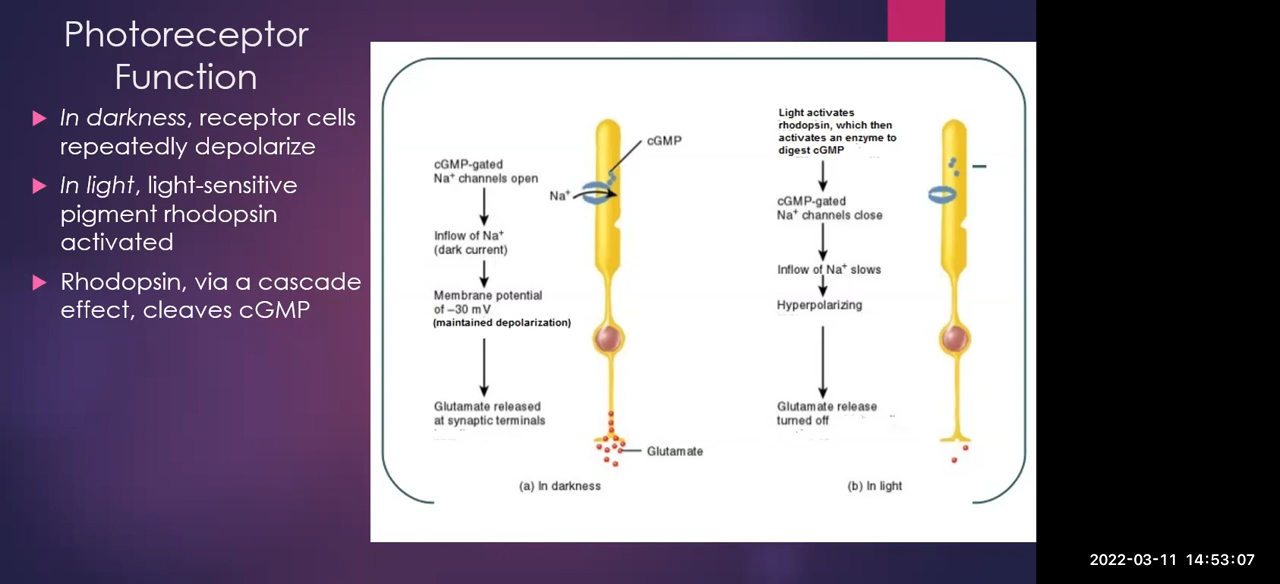 Photoreceptor
Function
In darkness, receptor cells
repeatedly depolarize
In light, light-sensitive
pigment rhodopsin
activated
Rhodopsin, via a cascade
effect, cleaves cGMP
cGMP-gated
Na+ channels open
Inflow of Na+
(dark current)
Membrane potential
of –30 mV
(maintained depolarization)
Glutamate released
at synaptic terminals
cGMP
Na+
Glutamate
(a) In darkness
Light activates
rhodopsin, which then
activates an enzyme to
digest cGMP
cGMP-gated
Na+ channels close
Inflow of Na+ slows
Hyperpolarizing
Glutamate release
turned off
(b) In light
2022-03-11 14:53:07